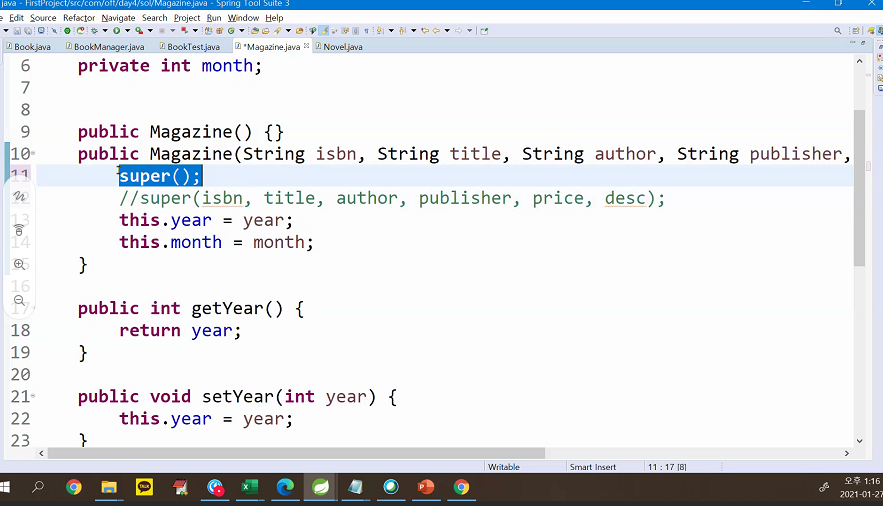 java - FirstProject/src/com/off/day4/sol/Magazine.java - Spring Tool Suite 3
Edit Source Refactor Navigate Search Project Run Window Help
Book.java BookManager.java BookTest.java *Magazine.java Novel.java
6 private int month;
7
8
9 public Magazine() {}
10 public Magazine(String isbn, String title, String author, String publisher,
11 super();
12 //super(isbn, title, author, publisher, price, desc);
13 this.year = year;
14 this.month = month;
15 }
16
17 public int getYear() {
18 return year;
19 }
20
21 public void setYear(int year) {
22 this.year = year;
23 }
Writable Smart Insert 11 : 17 [8]
TALK
오후 1:16
2021-01-27